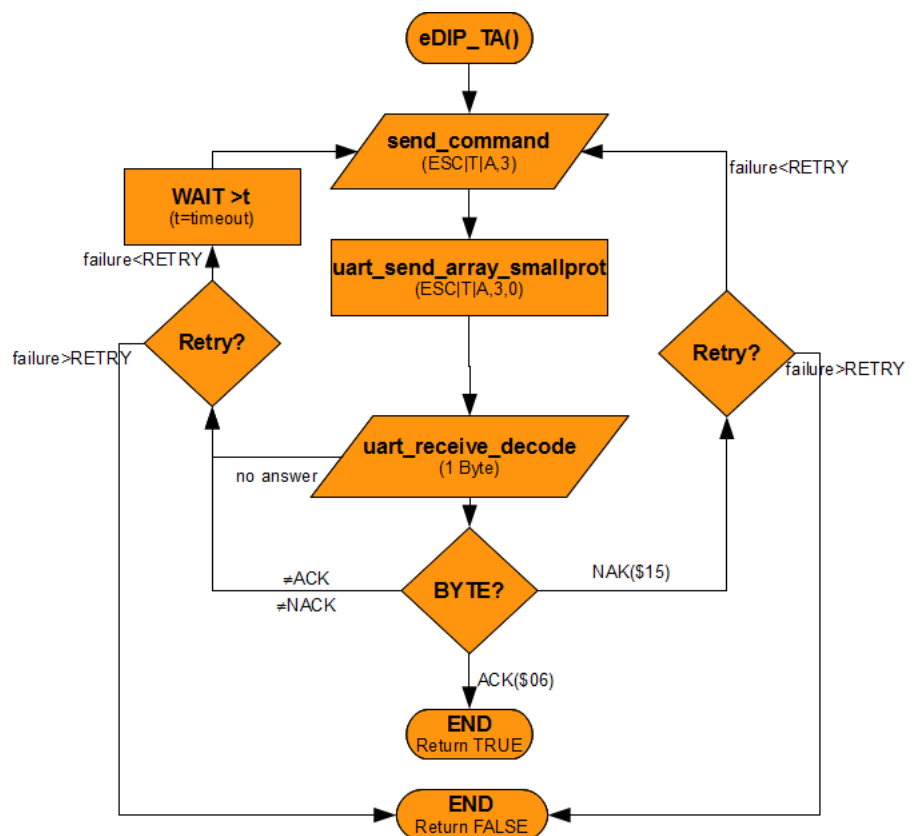 eDIP_TA()
send_command
(ESC|T|A,3)
failure<RETRY
WAIT >t
(t=timeout)
failure<RETRY
uart_send_array_smallprot
(ESC|T|A,3,0)
Retry?
failure>RETRY
Retry?
failure>RETRY
uart_receive_decode
(1 Byte)
no answer
≠ACK
≠NACK
BYTE?
NAK($15)
ACK($06)
END
Return TRUE
END
Return FALSE